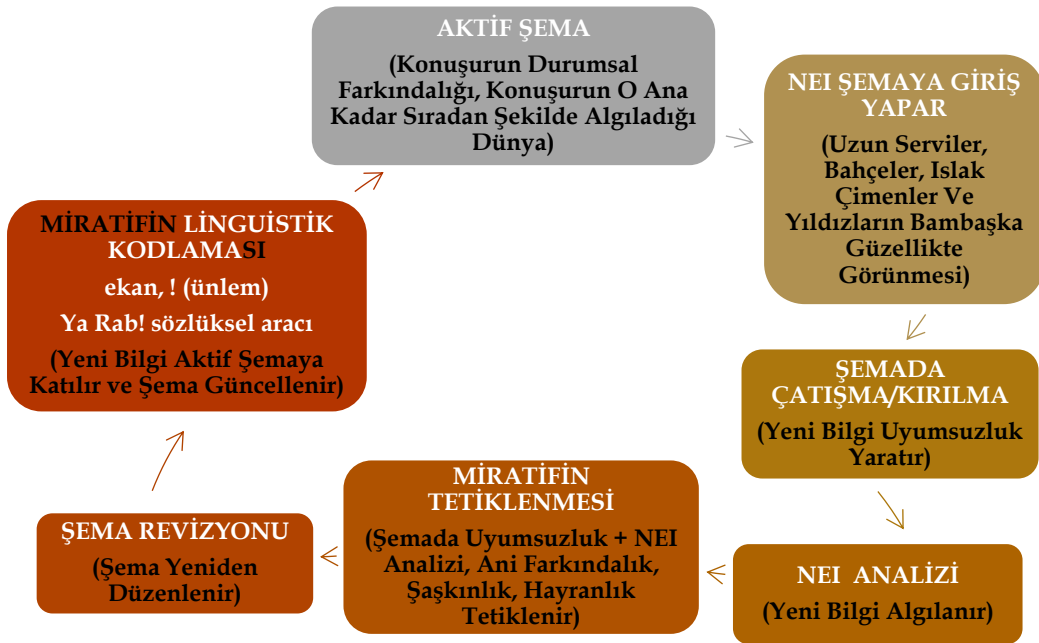 AKTİF ŞEMA
(Konuşurun Durumsal
Farkındalığı, Konuşurun O Ana
Kadar Sıradan Şekilde Algıladığı
Dünya)
NEI ŞEMAYA GİRİŞ
YAPAR
(Uzun Serviler,
Bahçeler, Islak
Çimenler Ve
Yıldızların Bambaşka
Güzellikte
Görünmesi)
ŞEMADA
ÇATIŞMA/KIRILMA
(Yeni Bilgi Uyumsuzluk
Yaratır)
NEI ANALİZİ
(Yeni Bilgi Algılanır)
MİRATİFİN
TETİKLENMESİ
(Şemada Uyumsuzluk + NEI
Analizi, Ani Farkındalık,
Şaşkınlık, Hayranlık
Tetiklenir)
ŞEMA REVİZYONU
(Şema Yeniden
Düzenlenir)
MİRATİFİN LİNGUİSTİK
KODLAMASI
ekan, ! (ünlem)
Ya Rab! sözlüksel aracı
(Yeni Bilgi Aktif Şemaya
Katılır ve Şema Güncellenir)